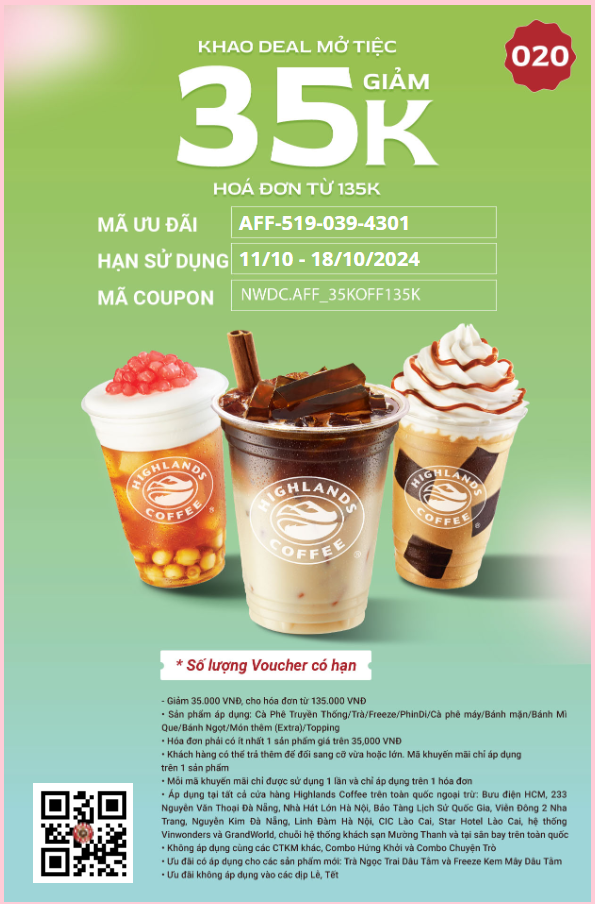 KHAO DEAL MỞ TIỆC
020
35K GIẢM
HOÁ ĐƠN TỪ 135K
MÃ ƯU ĐÃI AFF-519-039-4301
HẠN SỬ DỤNG 11/10 - 18/10/2024
MÃ COUPON NWDC.AFF_35KOFF135K
HIGHLANDS COFFEE ®
HIGHLANDS COFFEE ®
HIGHLANDS COFFEE ®
* Số lượng Voucher có hạn
- Giảm 35.000 VNĐ, cho hóa đơn từ 135.000 VNĐ
• Sản phẩm áp dụng: Cà Phê Truyền Thống/Trà/Freeze/PhinDi/Cà phê máy/Bánh mặn/Bánh Mì
Que/Bánh Ngọt/Món thêm (Extra)/Topping
• Hóa đơn phải có ít nhất 1 sản phẩm giá trên 35,000 VNĐ
• Khách hàng có thể trả thêm để đổi sang cỡ vừa hoặc lớn. Mã khuyến mãi chỉ áp dụng
trên 1 sản phẩm
• Mỗi mã khuyến mãi chỉ được sử dụng 1 lần và chỉ áp dụng trên 1 hóa đơn
• Áp dụng tại tất cả cửa hàng Highlands Coffee trên toàn quốc ngoại trừ: Bưu điện HCM, 233
Nguyễn Văn Thoại Đà Nẵng, Nhà Hát Lớn Hà Nội, Bảo Tàng Lịch Sử Quốc Gia, Viên Đông 2 Nha
Trang, Nguyễn Kim Đà Nẵng, Linh Đàm Hà Nội, CIC Lào Cai, Star Hotel Lào Cai, hệ thống
Vinwonders và GrandWorld, chuỗi hệ thống khách sạn Mường Thanh và tại sân bay trên toàn quốc
• Không áp dụng cùng các CTKM khác, Combo Hứng Khởi và Combo Chuyện Trò
• Ưu đãi có áp dụng cho các sản phẩm mới: Trà Ngọc Trai Dâu Tằm và Freeze Kem Mây Dâu Tằm
• Ưu đãi không áp dụng vào các dịp Lễ, Tết